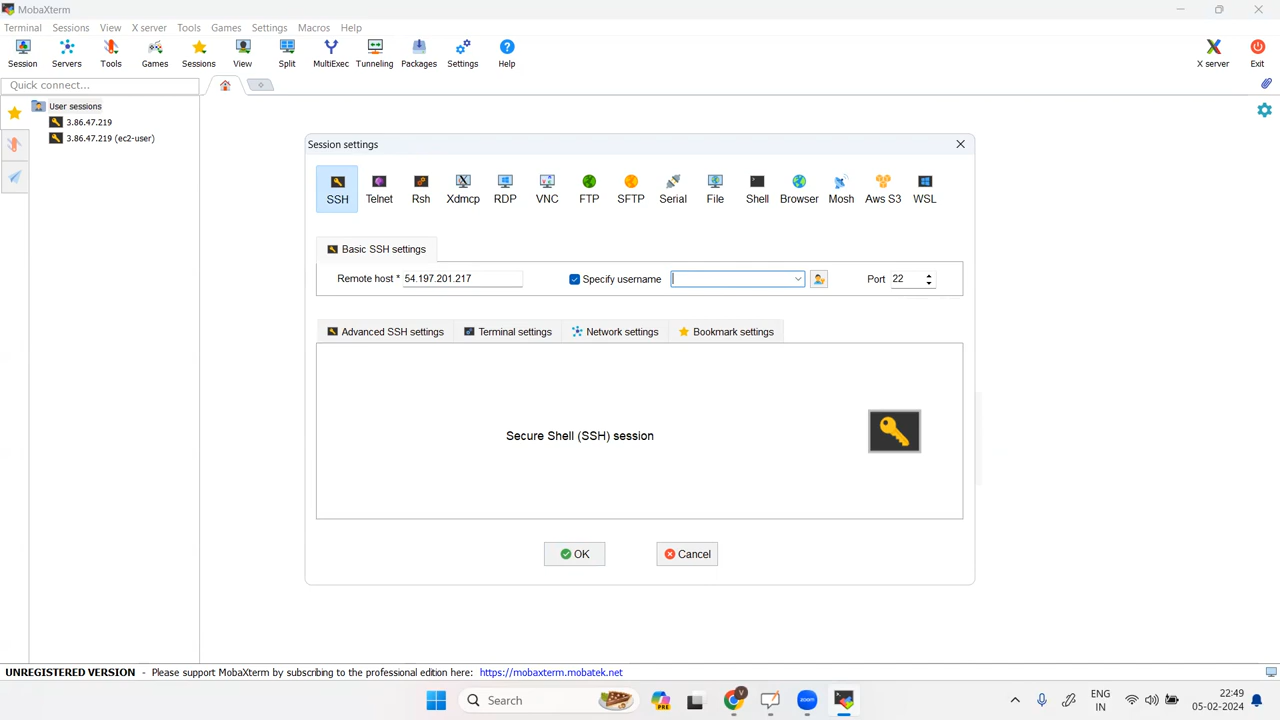 MobaXterm
Terminal Sessions View X server Tools Games Settings Macros Help
Session Servers Tools Games Sessions View Split MultiExec Tunneling Packages Settings Help X server Exit
Quick connect...
User sessions
3.86.47.219
3.86.47.219 (ec2-user)
Session settings
SSH Telnet Rsh Xdmcp RDP VNC FTP SFTP Serial File Shell Browser Mosh Aws S3 WSL
Basic SSH settings
Remote host * 54.197.201.217 Specify username Port 22
Advanced SSH settings Terminal settings Network settings Bookmark settings
Secure Shell (SSH) session
OK Cancel
UNREGISTERED VERSION - Please support MobaXterm by subscribing to the professional edition here: https://mobaxterm.mobatek.net
Search PRE V zoom ENG 22:49
IN 05-02-2024